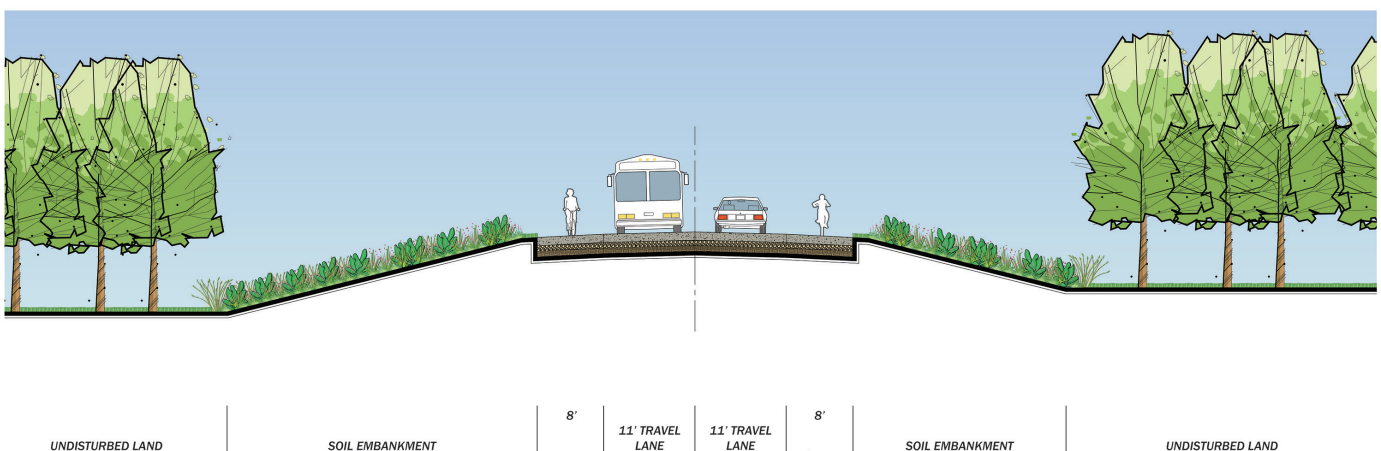 8'
8'
11' TRAVEL
LANE
11' TRAVEL
LANE
UNDISTURBED LAND
SOIL EMBANKMENT
SOIL EMBANKMENT
UNDISTURBED LAND